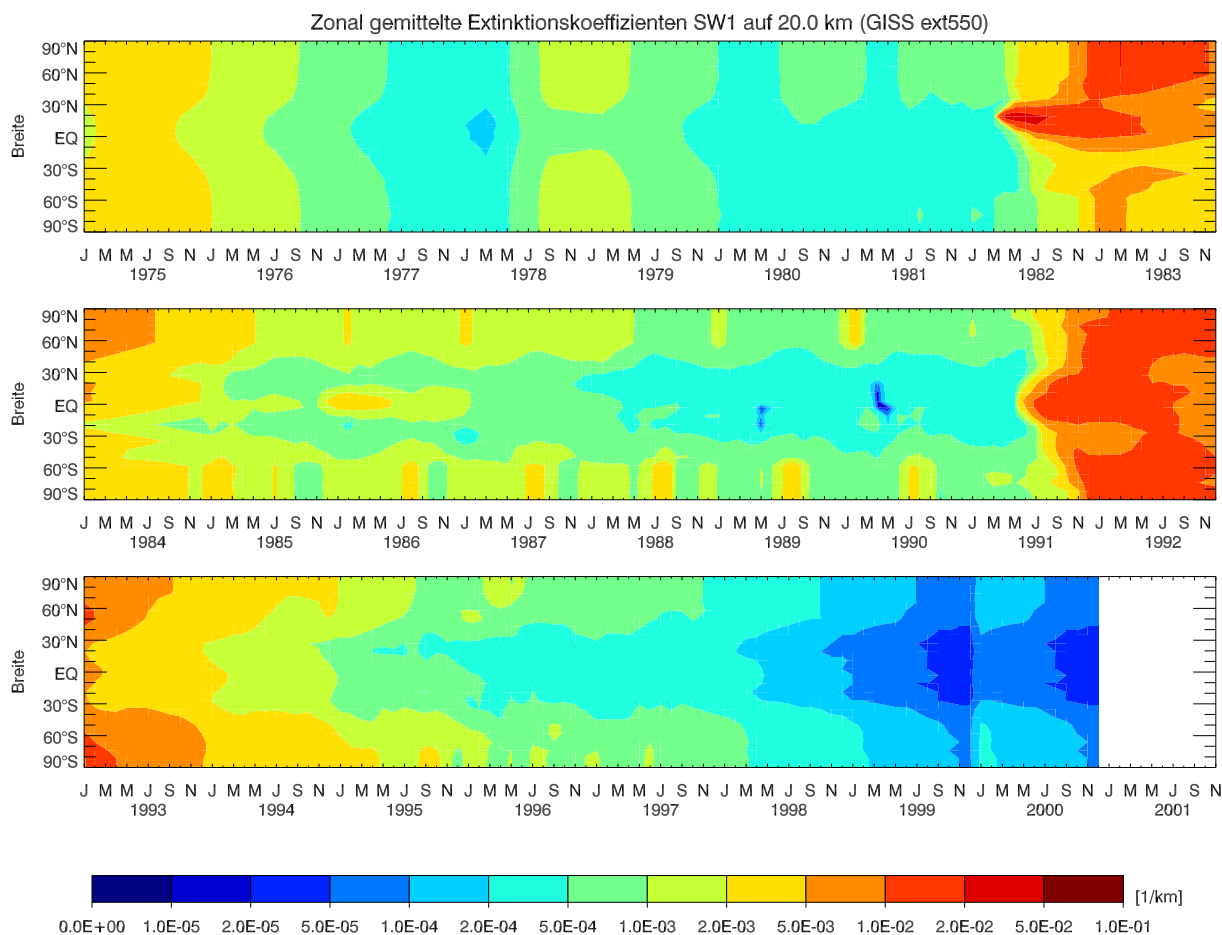 Zonal gemittelte Extinktionskoeffizienten SW1 auf 20.0 km (GISS ext550)
90°N
60°N
30°N
EQ
30°S
60°S
90°S
Breite
J M M J S N J M M J S N J M M J S N J M M J S N J M M J S N J M M J S N J M M J S N J M M J S N J M M J S N
1975 1976 1977 1978 1979 1980 1981 1982 1983
90°N
60°N
30°N
EQ
30°S
60°S
90°S
Breite
J M M J S N J M M J S N J M M J S N J M M J S N J M M J S N J M M J S N J M M J S N J M M J S N J M M J S N
1984 1985 1986 1987 1988 1989 1990 1991 1992
90°N
60°N
30°N
EQ
30°S
60°S
90°S
Breite
J M M J S N J M M J S N J M M J S N J M M J S N J M M J S N J M M J S N J M M J S N J M M J S N J M M J S N
1993 1994 1995 1996 1997 1998 1999 2000 2001
[1/km]
0.0E+00 1.0E-05 2.0E-05 5.0E-05 1.0E-04 2.0E-04 5.0E-04 1.0E-03 2.0E-03 5.0E-03 1.0E-02 2.0E-02 5.0E-02 1.0E-01